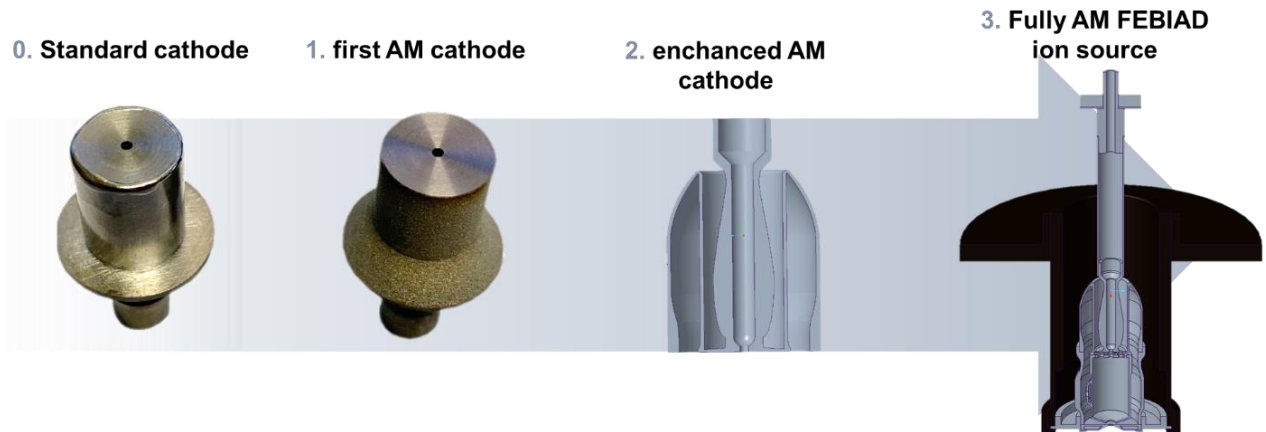 0. Standard cathode
1. first AM cathode
2. enchanced AM
cathode
3. Fully AM FEBIAD
ion source